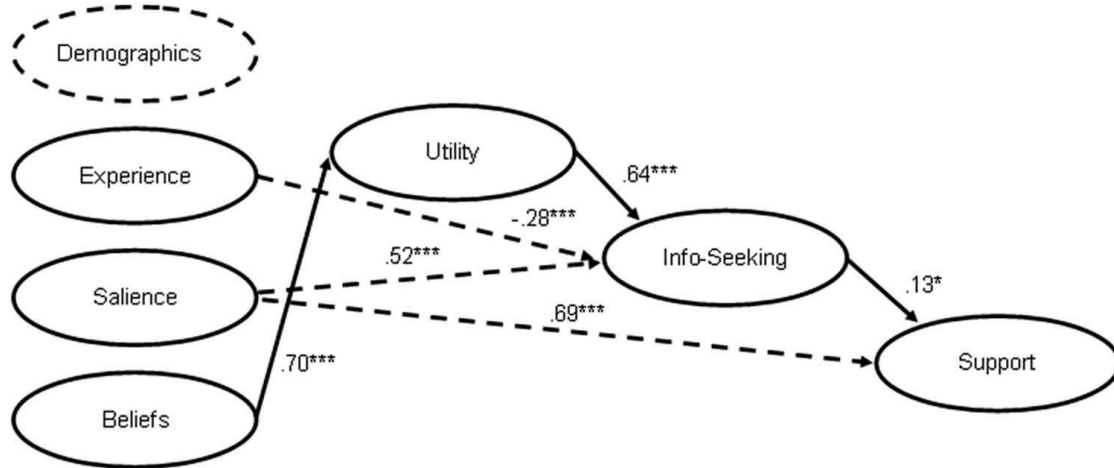 Demographics
Utility
Experience
.64***
-.28***
.52***
Info-Seeking
Salience
.13*
.69***
.70***
Support
Beliefs